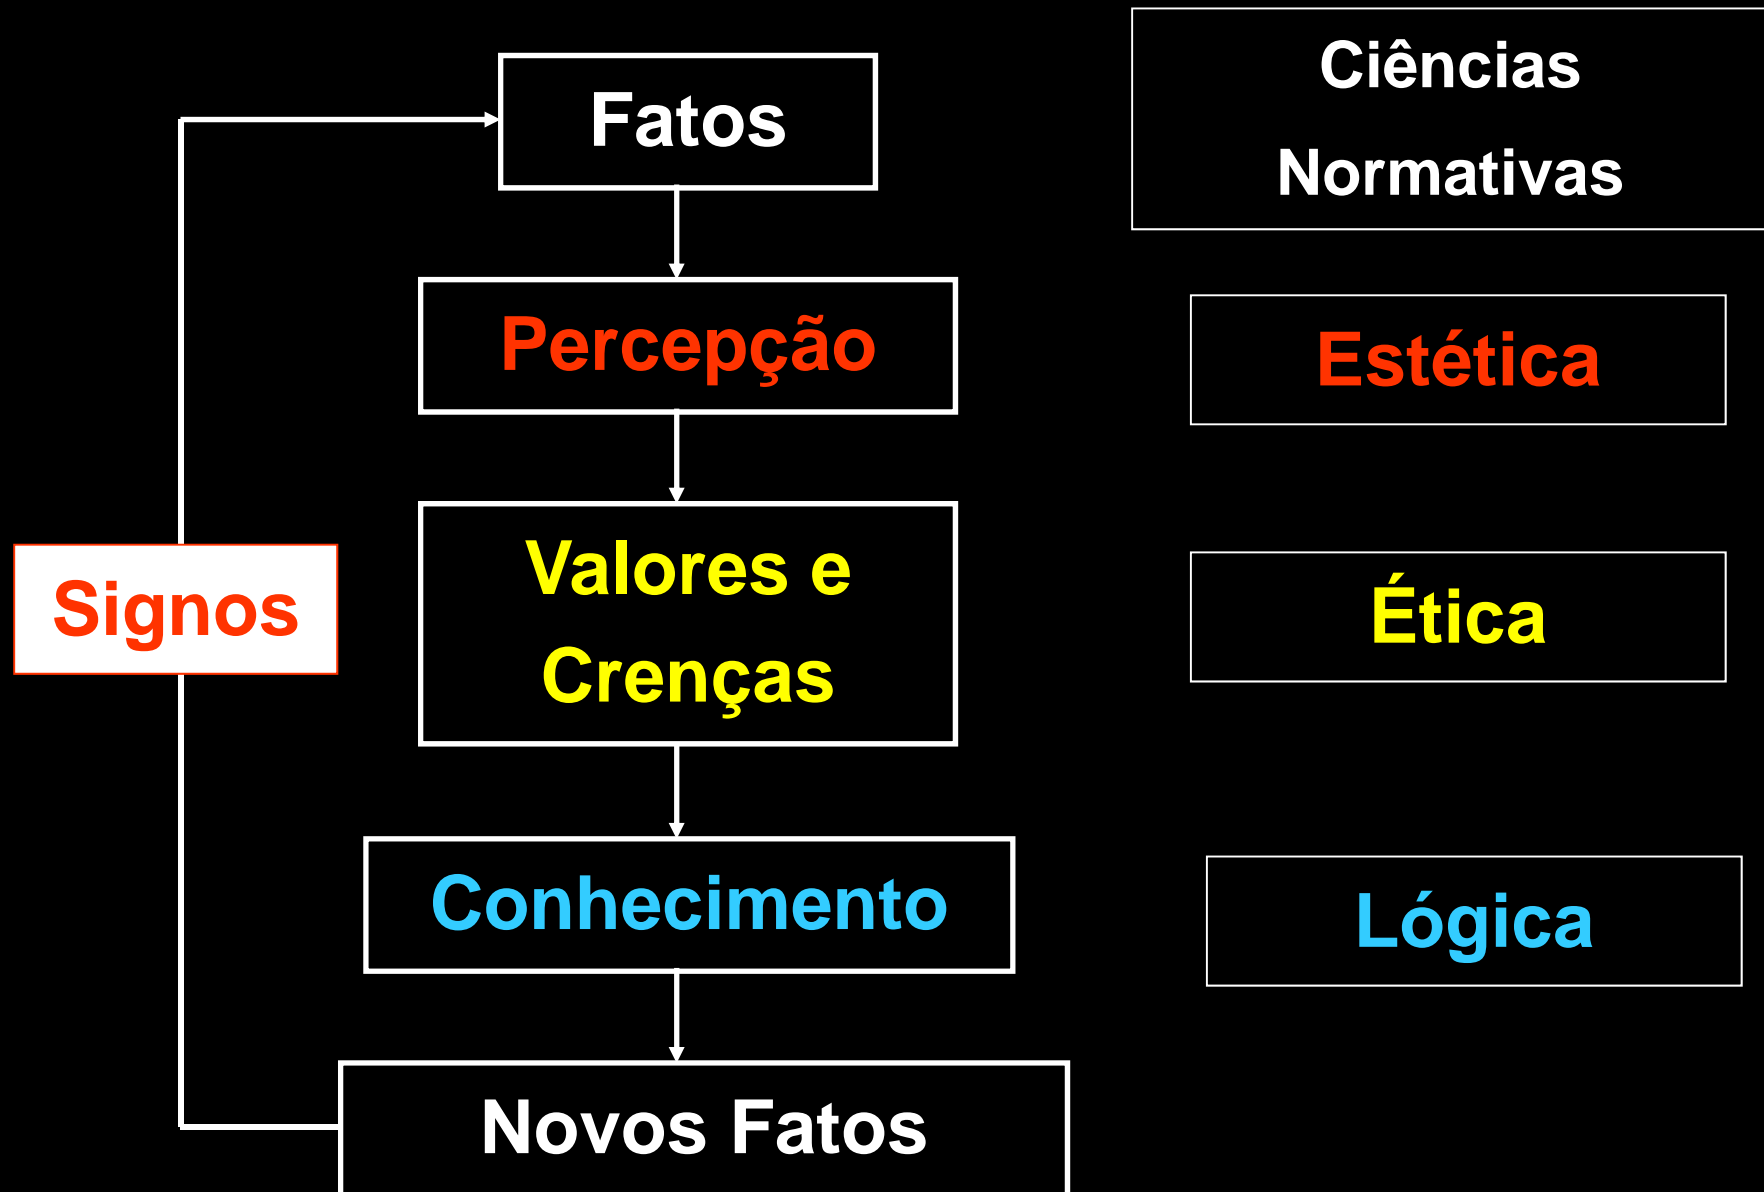 Fatos
Percepção
Valores e
Crenças
Conhecimento
Novos Fatos
Signos
Ciências
Normativas
Estética
Ética
Lógica